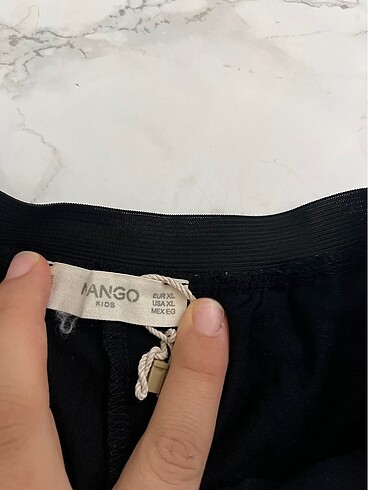 MANGO
KIDS
EUR XL
USA XL
MEX EG